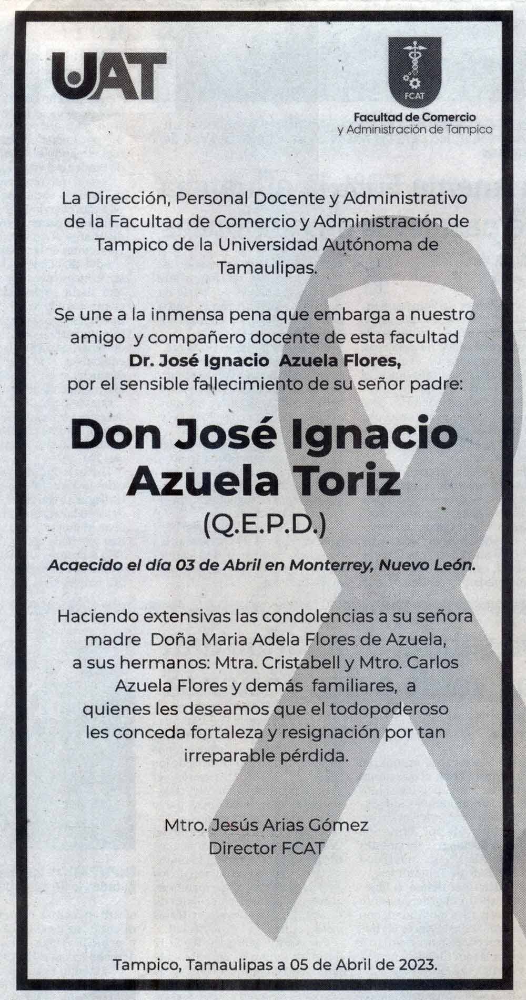 UAT
FCAT
Facultad de Comercio
y Administración de Tampico
La Dirección, Personal Docente y Administrativo
de la Facultad de Comercio y Administración de
Tampico de la Universidad Autónoma de
Tamaulipas.
Se une a la inmensa pena que embarga a nuestro
amigo y compañero docente de esta facultad
Dr. José Ignacio Azuela Flores,
por el sensible fallecimiento de su señor padre:
Don José Ignacio
Azuela Toriz
(Q.E.P.D.)
Acaecido el día 03 de Abril en Monterrey, Nuevo León.
Haciendo extensivas las condolencias a su señora
madre Doña Maria Adela Flores de Azuela,
a sus hermanos: Mtra. Cristabell y Mtro. Carlos
Azuela Flores y demás familiares, a
quienes les deseamos que el todopoderoso
les conceda fortaleza y resignación por tan
irreparable pérdida.
Mtro. Jesús Arias Gómez
Director FCAT
Tampico, Tamaulipas a 05 de Abril de 2023.